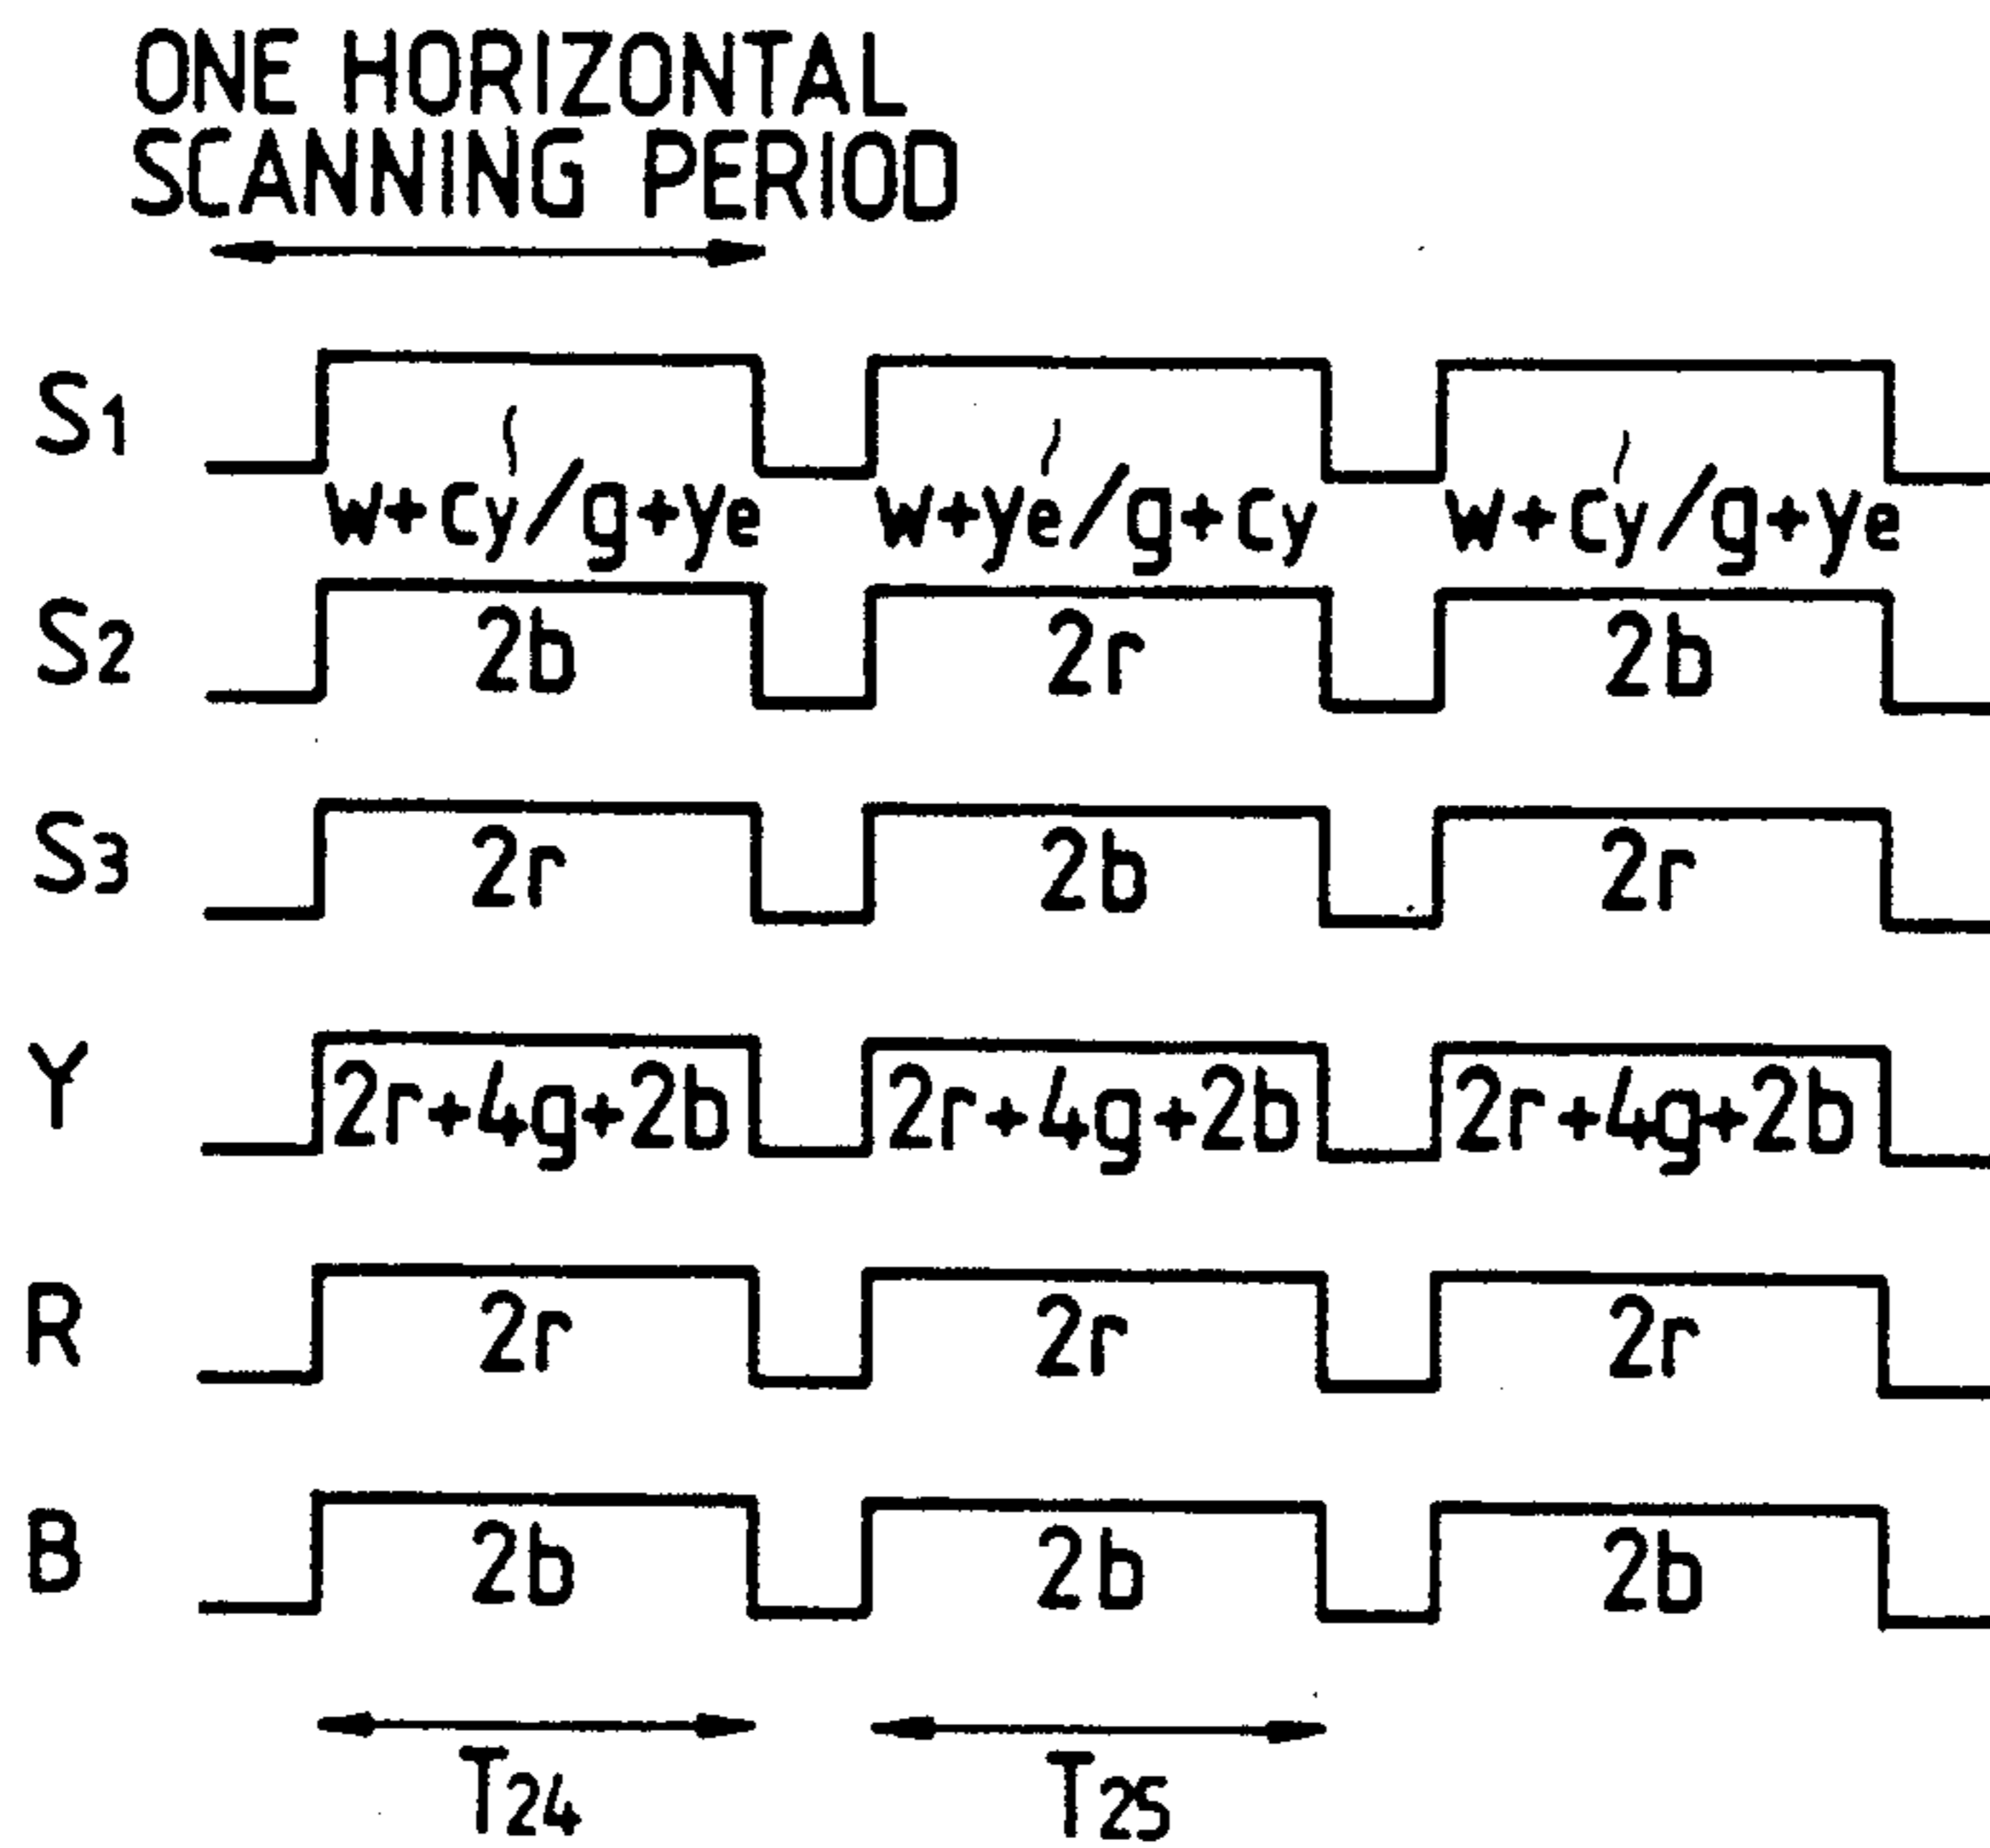 ONE HORIZONTAL
SCANNING PERIOD
S1
w+cy/g+ye w+ye/g+cy w+cy/g+ye
S2 2b 2r 2b
S3 2r 2b 2r
Y 2r+4g+2b 2r+4g+2b 2r+4g+2b
R 2r 2r 2r
B 2b 2b 2b
T24 T25